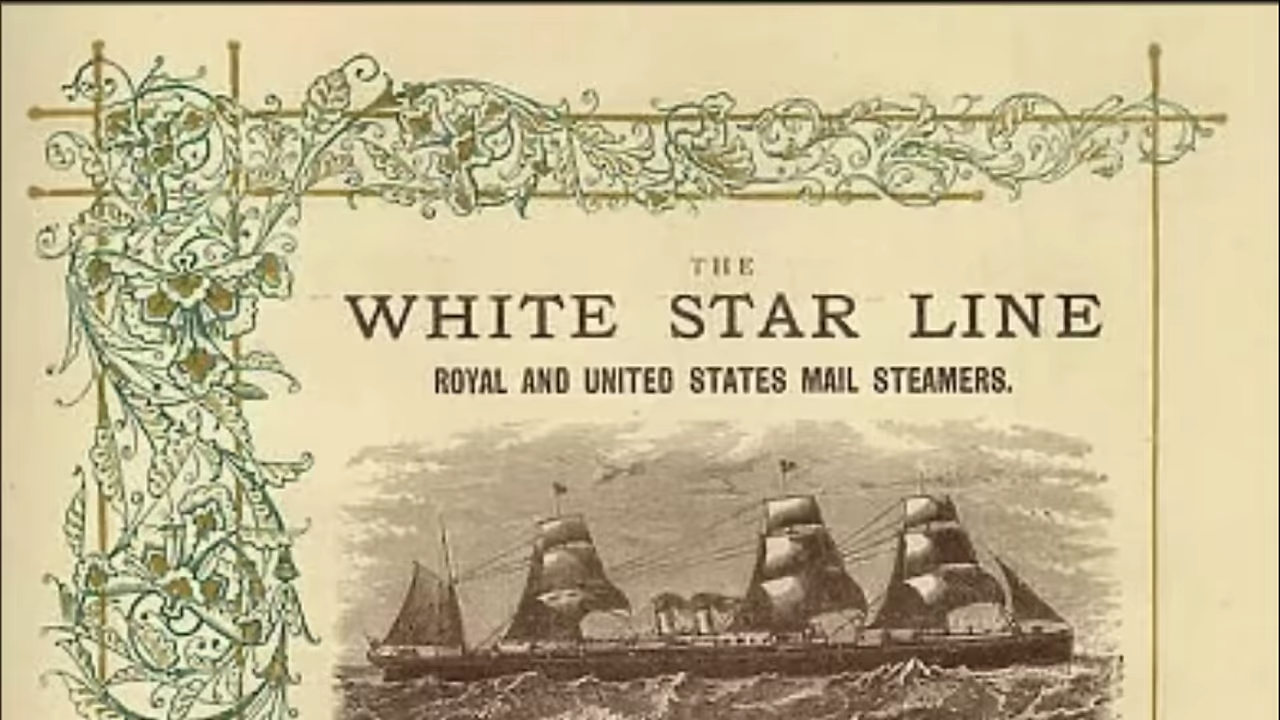 THE
WHITE STAR LINE
ROYAL AND UNITED STATES MAIL STEAMERS.